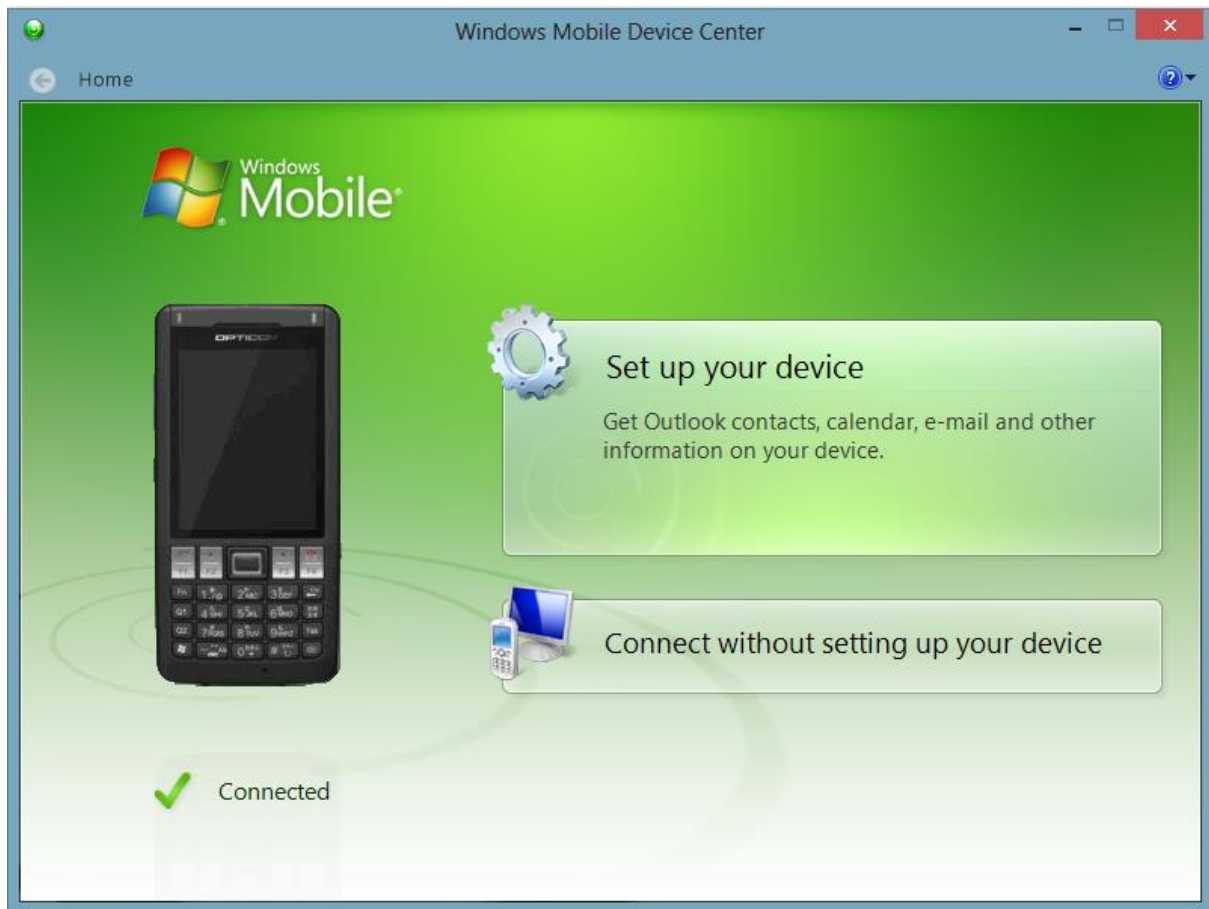 Windows Mobile Device Center
Home
Windows
Mobile®
OPTICON
Set up your device
Get Outlook contacts, calendar, e-mail and other
information on your device.
Connect without setting up your device
Connected